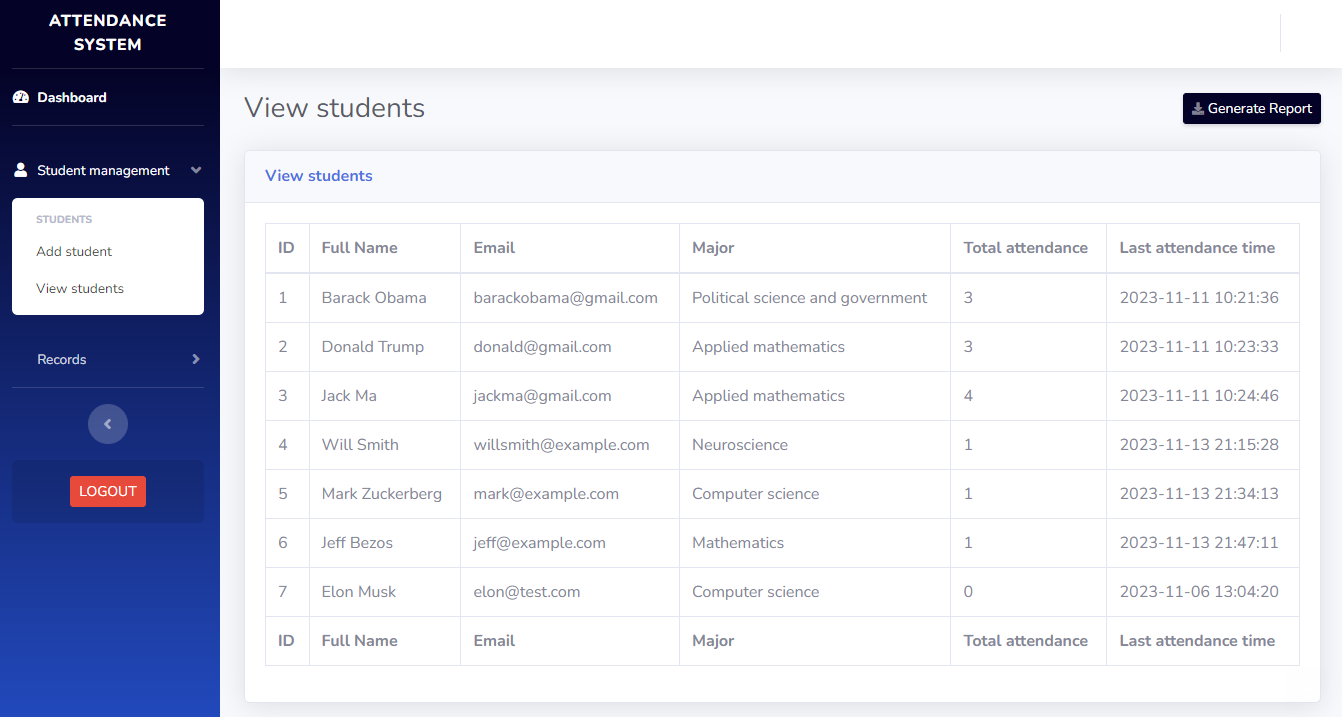 ATTENDANCE
SYSTEM
Dashboard
Student management
STUDENTS
Add student
View students
Records
LOGOUT
View students
Generate Report
View students
ID Full Name Email Major Total attendance Last attendance time
1 Barack Obama barackobama@gmail.com Political science and government 3 2023-11-11 10:21:36
2 Donald Trump donald@gmail.com Applied mathematics 3 2023-11-11 10:23:33
3 Jack Ma jackma@gmail.com Applied mathematics 4 2023-11-11 10:24:46
4 Will Smith willsmith@example.com Neuroscience 1 2023-11-13 21:15:28
5 Mark Zuckerberg mark@example.com Computer science 1 2023-11-13 21:34:13
6 Jeff Bezos jeff@example.com Mathematics 1 2023-11-13 21:47:11
7 Elon Musk elon@test.com Computer science 0 2023-11-06 13:04:20
ID Full Name Email Major Total attendance Last attendance time